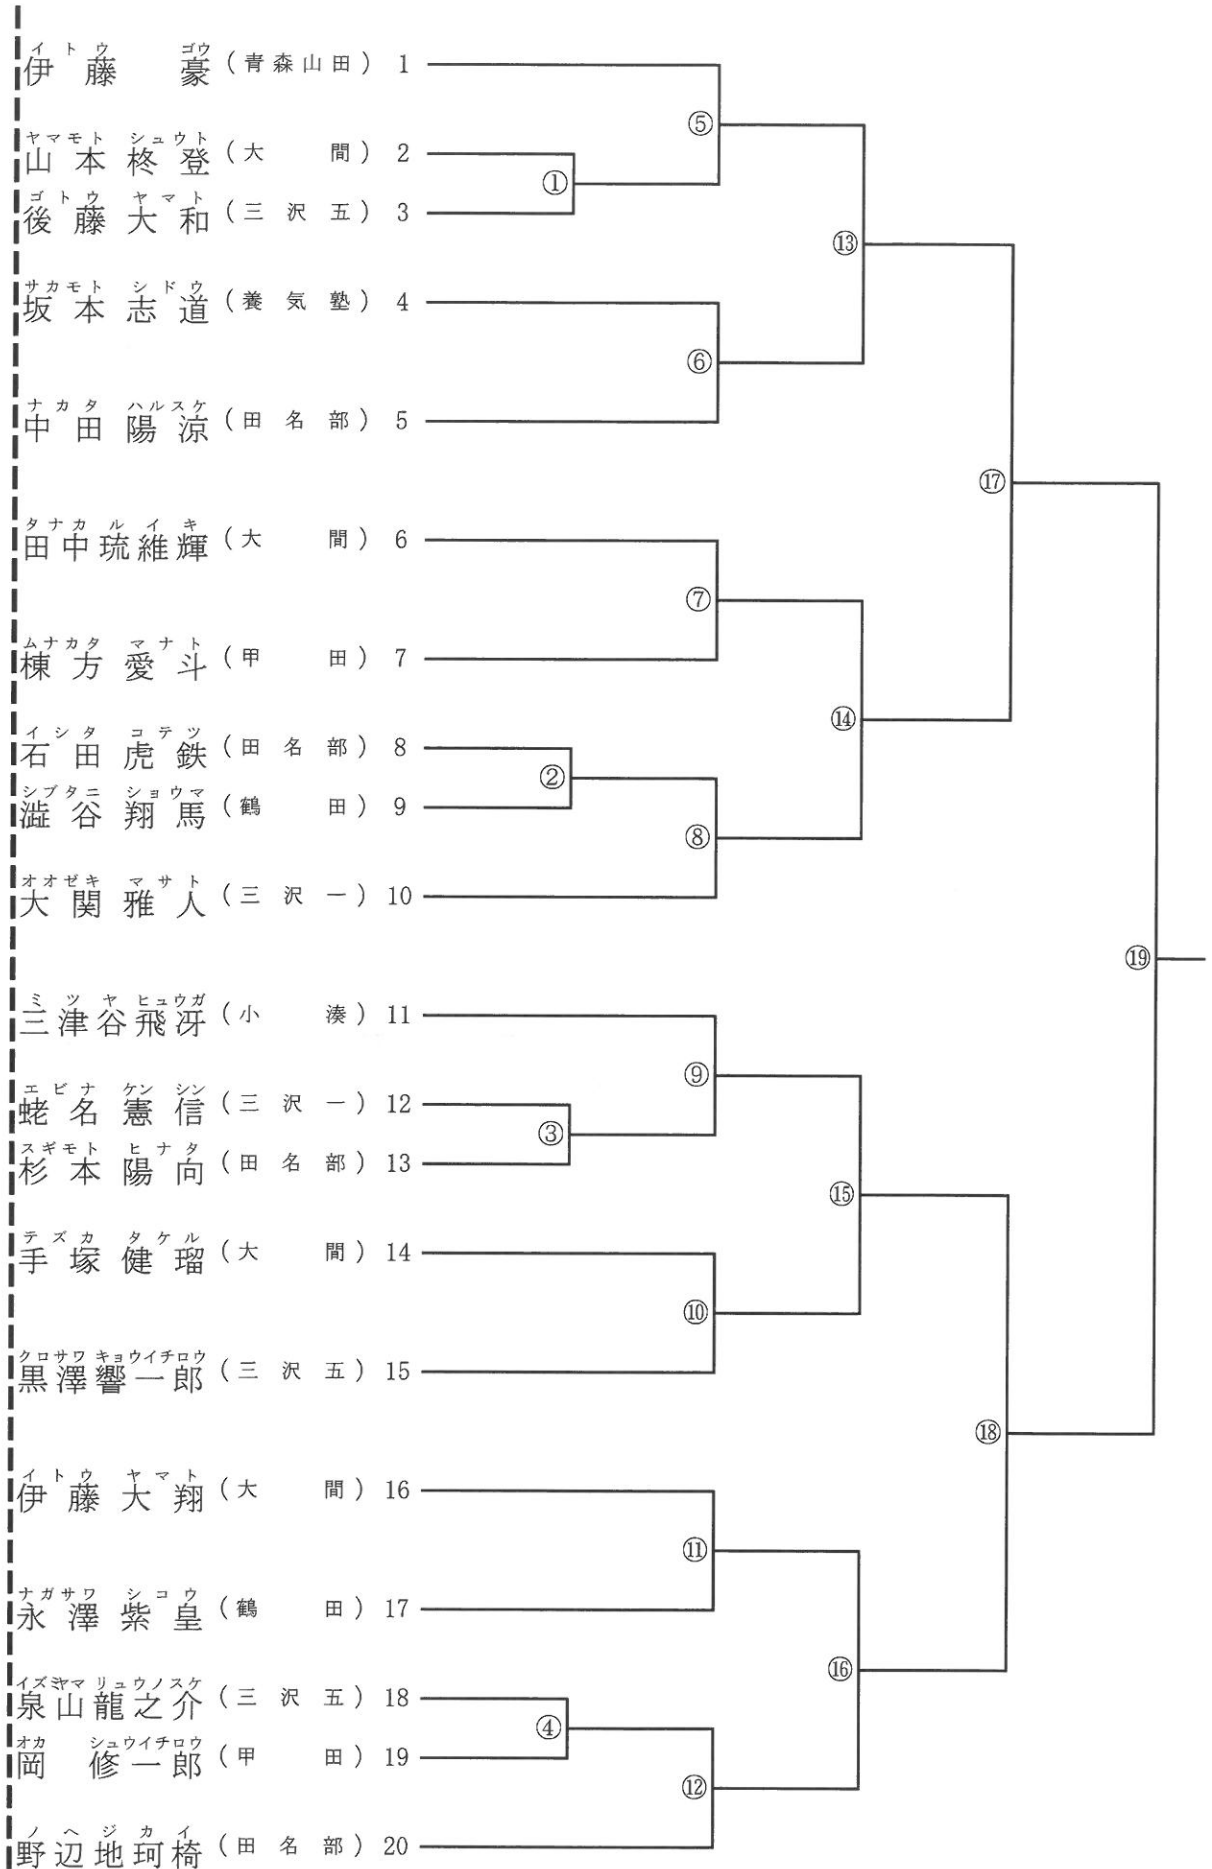 イトウ ゴウ
伊藤 豪 (青森山田) 1
⑤
ヤマモト シュウト
山本柊登 (大間) 2
①
ゴトウ ヤマト
後藤大和 (三沢五) 3
⑬
サカモト シドウ
坂本志道 (養気塾) 4
⑥
ナカタ ハルスケ
中田陽涼 (田名部) 5
⑰
タナカ ルイキ
田中琉維輝 (大間) 6
⑦
ムナカタ マナト
棟方愛斗 (甲田) 7
⑭
イシタ コテツ
石田虎鉄 (田名部) 8
②
シブタニ ショウマ
澁谷翔馬 (鶴田) 9
⑧
オオゼキ マサト
大関雅人 (三沢一) 10
⑲
ミツヤ ヒュウガ
三津谷飛冴 (小湊) 11
⑨
エビナ ケンシン
蛯名憲信 (三沢一) 12
③
スギモト ヒナタ
杉本陽向 (田名部) 13
⑮
テズカ タケル
手塚健瑠 (大間) 14
⑩
クロサワ キョウイチロウ
黒澤響一郎 (三沢五) 15
⑱
イトウ ヤマト
伊藤大翔 (大間) 16
⑪
ナガサワ シコウ
永澤紫皇 (鶴田) 17
⑯
イズミヤマ リュウノスケ
泉山龍之介 (三沢五) 18
④
オカ シュウイチロウ
岡 修一郎 (甲田) 19
⑫
ノヘジ カイ
野辺地珂椅 (田名部) 20